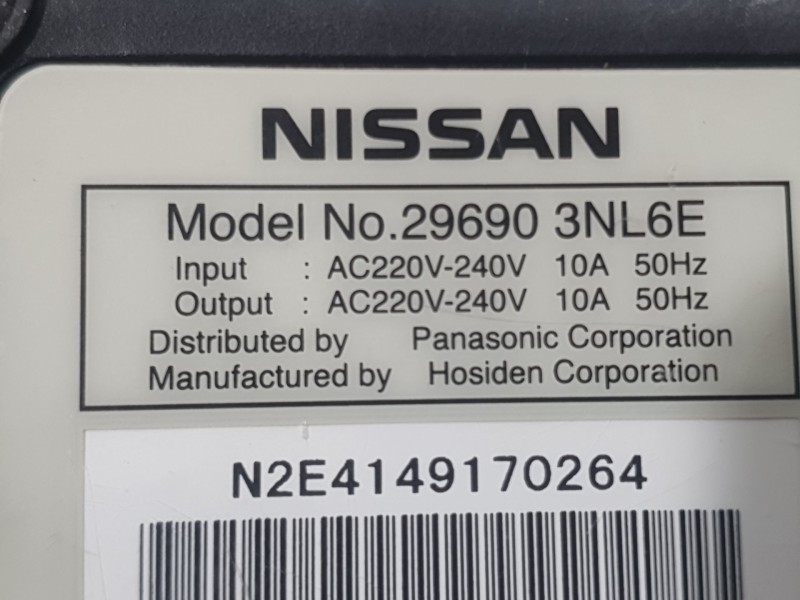 NISSAN
Model No.29690 3NL6E
Input : AC220V-240V 10A 50Hz
Output : AC220V-240V 10A 50Hz
Distributed by Panasonic Corporation
Manufactured by Hosiden Corporation
N2E4149170264